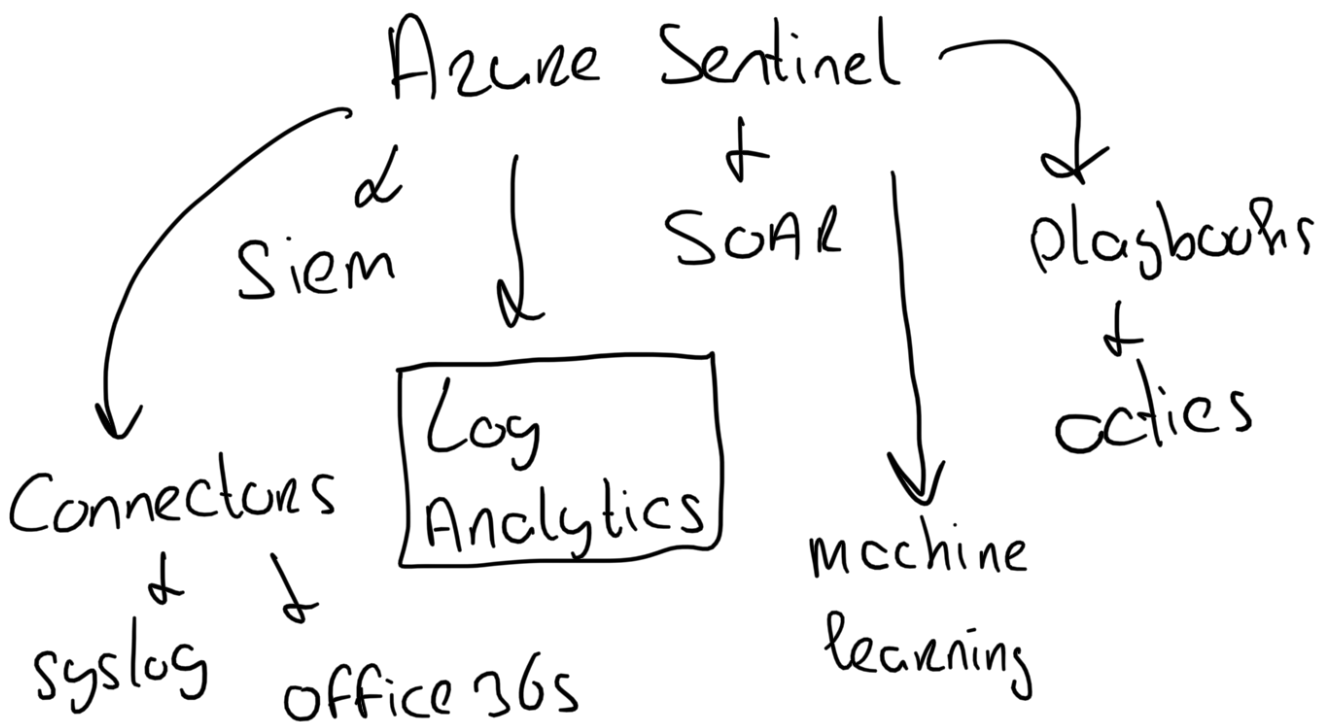 Azure Sentinel
Siem
SOAR
Playbooks
acties
Connectors
Log
Analytics
machine
learning
syslog
office 365